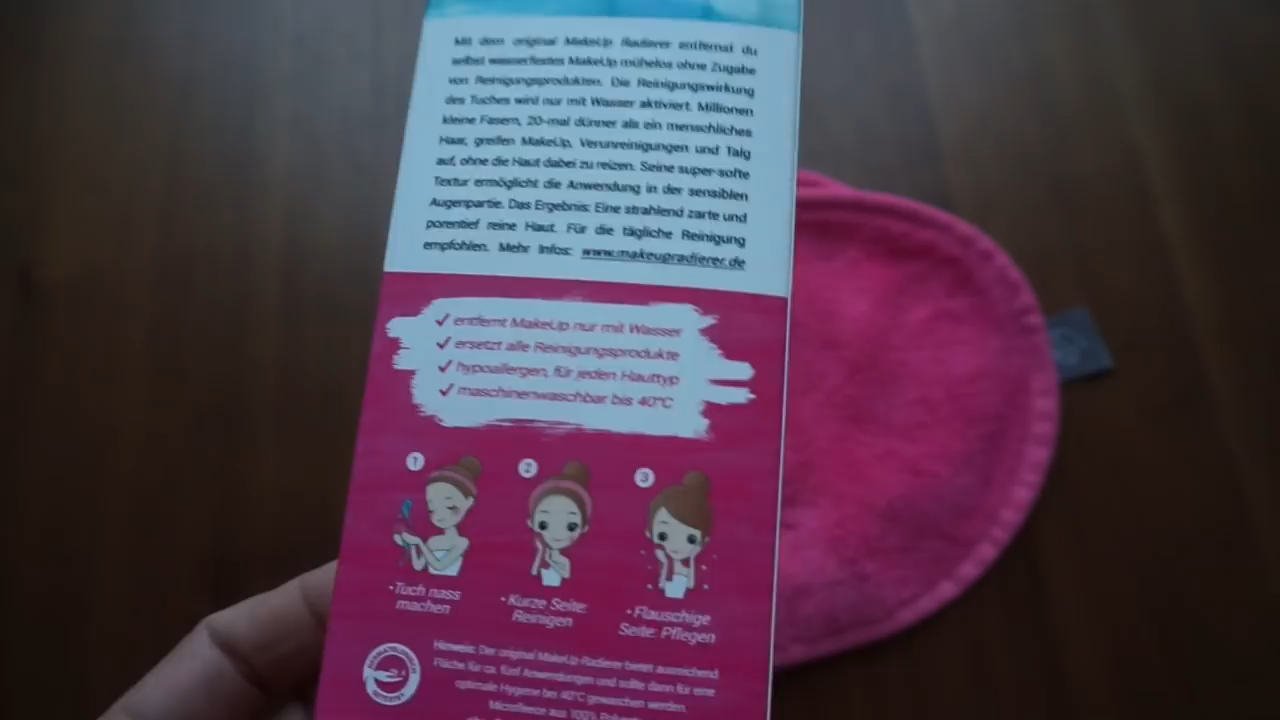 Mit dem original MakeUp Radierer entfernst du
selbst wasserfestes MakeUp mühelos ohne Zugabe
von Reinigungsprodukten. Die Reinigungswirkung
des Tuches wird nur mit Wasser aktiviert. Millionen
kleine Fasern, 20-mal dünner als ein menschliches
Haar, greifen MakeUp, Verunreinigungen und Talg
auf, ohne die Haut dabei zu reizen. Seine super-softe
Textur ermöglicht die Anwendung in der sensiblen
Augenpartie. Das Ergebnis: Eine strahlend zarte und
porentief reine Haut. Für die tägliche Reinigung
empfohlen. Mehr Infos: www.makeupradierer.de
✓ entfernt MakeUp nur mit Wasser
✓ ersetzt alle Reinigungsprodukte
✓ hypoallergen, für jeden Hauttyp
✓ maschinenwaschbar bis 40°C
1
2
3
• Tuch nass
machen
• Kurze Seite:
Reinigen
• Flauschige
Seite: Pflegen
Hinweis: Der original MakeUp Radierer bietet ausreichend
Fläche für ca. fünf Anwendungen und sollte dann für eine
optimale Hygiene bei 40°C gewaschen werden.
Microfleece aus 100%